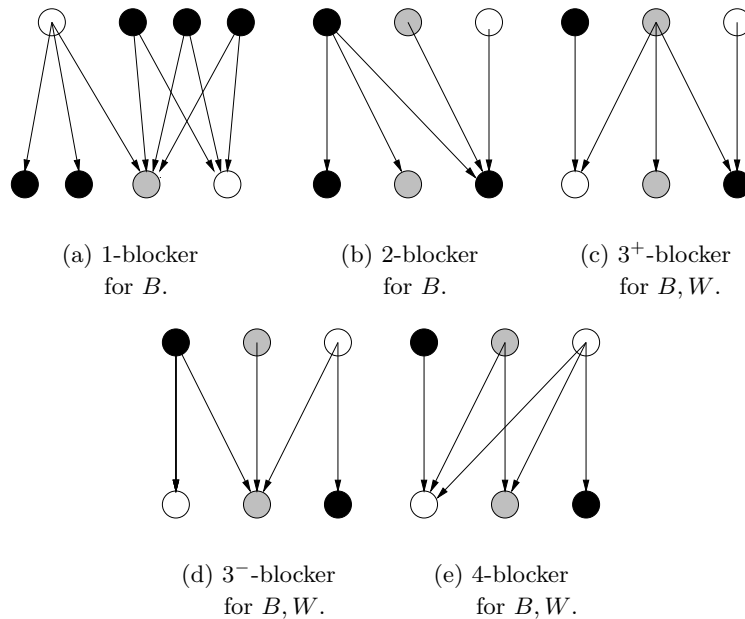 (a) 1-blocker
for B.
(b) 2-blocker
for B.
(c) 3⁺-blocker
for B, W.
(d) 3⁻-blocker
for B, W.
(e) 4-blocker
for B, W.